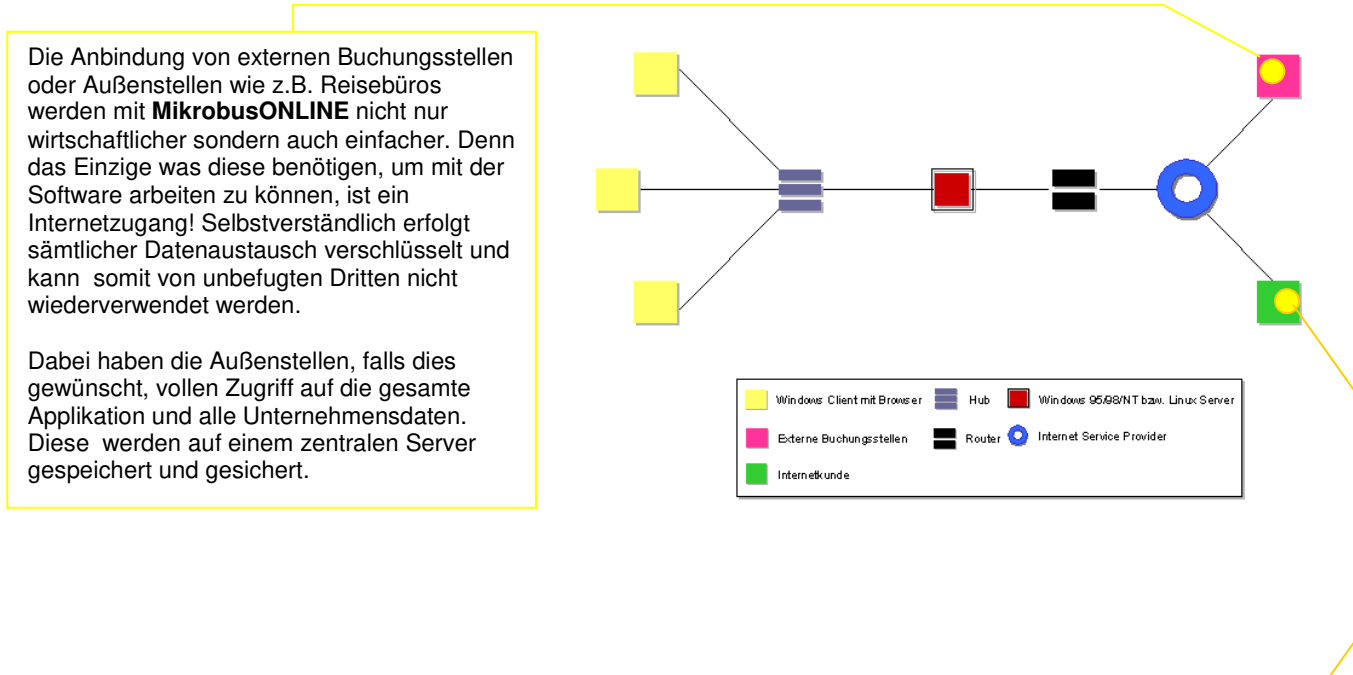 Die Anbindung von externen Buchungsstellen
oder Außenstellen wie z.B. Reisebüros
werden mit MikrobusONLINE nicht nur
wirtschaftlicher sondern auch einfacher. Denn
das Einzige was diese benötigen, um mit der
Software arbeiten zu können, ist ein
Internetzugang! Selbstverständlich erfolgt
sämtlicher Datenaustausch verschlüsselt und
kann  somit von unbefugten Dritten nicht
wiederverwendet werden.
Dabei haben die Außenstellen, falls dies
gewünscht, vollen Zugriff auf die gesamte
Applikation und alle Unternehmensdaten.
Diese  werden auf einem zentralen Server
gespeichert und gesichert.
Windows Client mit Browser Hub Windows 95/98/NT bzw. Linux Server
Externe Buchungsstellen Router Internet Service Provider
Internetkunde